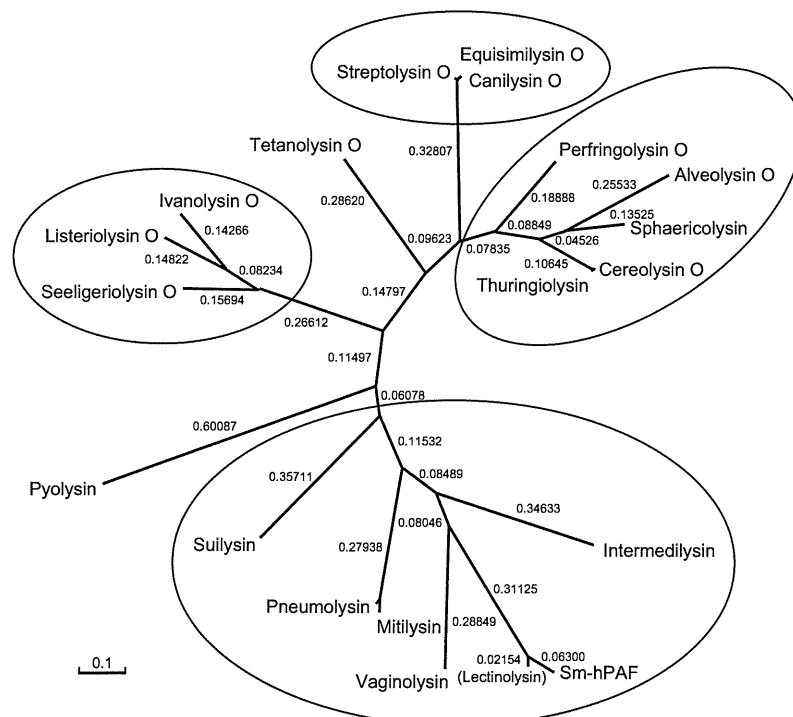 Equisimilysin O
Streptolysin O
Canilysin O
Tetanolysin O
0.32807
Perfringolysin O
0.28620
0.18888
0.25533
Alveolysin O
Ivanolysin O
0.14266
Listeriolysin O
0.14822
0.08234
Seeligeriolysin O
0.15694
0.26612
0.09623
0.08849
0.07835
0.13525
Sphaericolysin
0.04526
0.10645
Cereolysin O
Thuringiolysin
0.14797
0.11497
0.06078
0.60087
Pyolysin
0.11532
0.35711
0.08489
Suilysin
0.34633
Intermedilysin
0.08046
0.27938
0.31125
Pneumolysin
Mitilysin
0.28849
0.02154
0.06300
(Lectinolysin)
Sm-hPAF
Vaginolysin
0.1